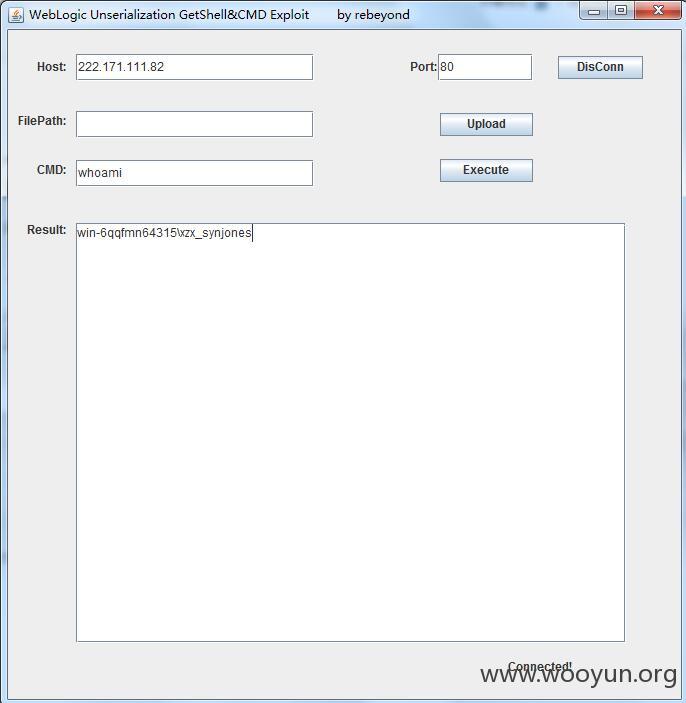 WebLogic Unserialization GetShell&CMD Exploit by rebeyond
Host: 222.171.111.82 Port: 80 DisConn
FilePath: Upload
CMD: whoami Execute
Result: win-6qqfmn64315\xzx_synjones
Connected!
www.wooyun.org